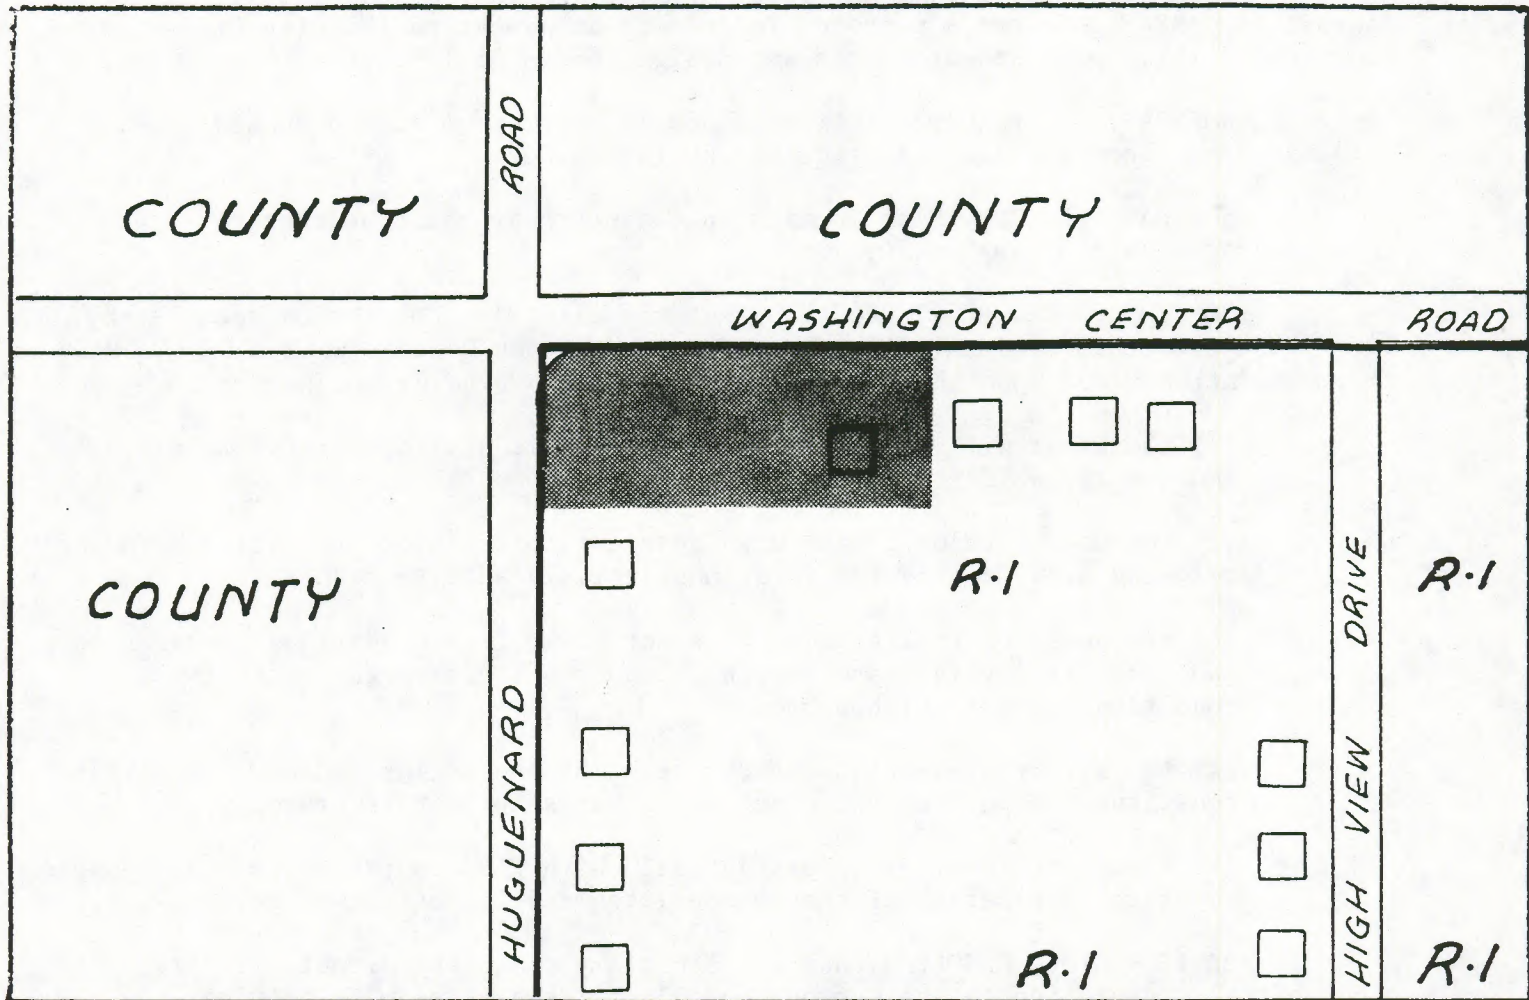 ROAD
COUNTY
COUNTY
WASHINGTON CENTER ROAD
COUNTY
R-1
R-1
HUGUENARD
HIGH VIEW DRIVE
R-1
R-1